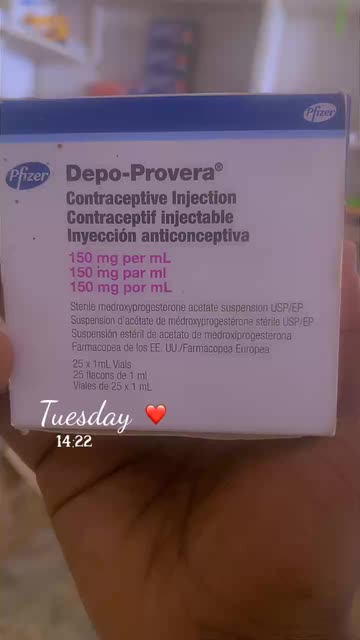 Pfizer
Pfizer
Depo-Provera®
Contraceptive Injection
Contraceptif injectable
Inyección anticonceptiva
150 mg per mL
150 mg par ml
150 mg por mL
Sterile medroxyprogesterone acetate suspension USP/EP
Suspension d'acétate de médroxyprogestérone stérile USP/EP
Suspensión estéril de acetato de medroxiprogesterona
Farmacopea de los EE. UU./Farmacopea Europea
25 x 1mL Vials
25 flacons de 1 ml
Viales de 25 x 1 mL
Tuesday ❤️
14:22